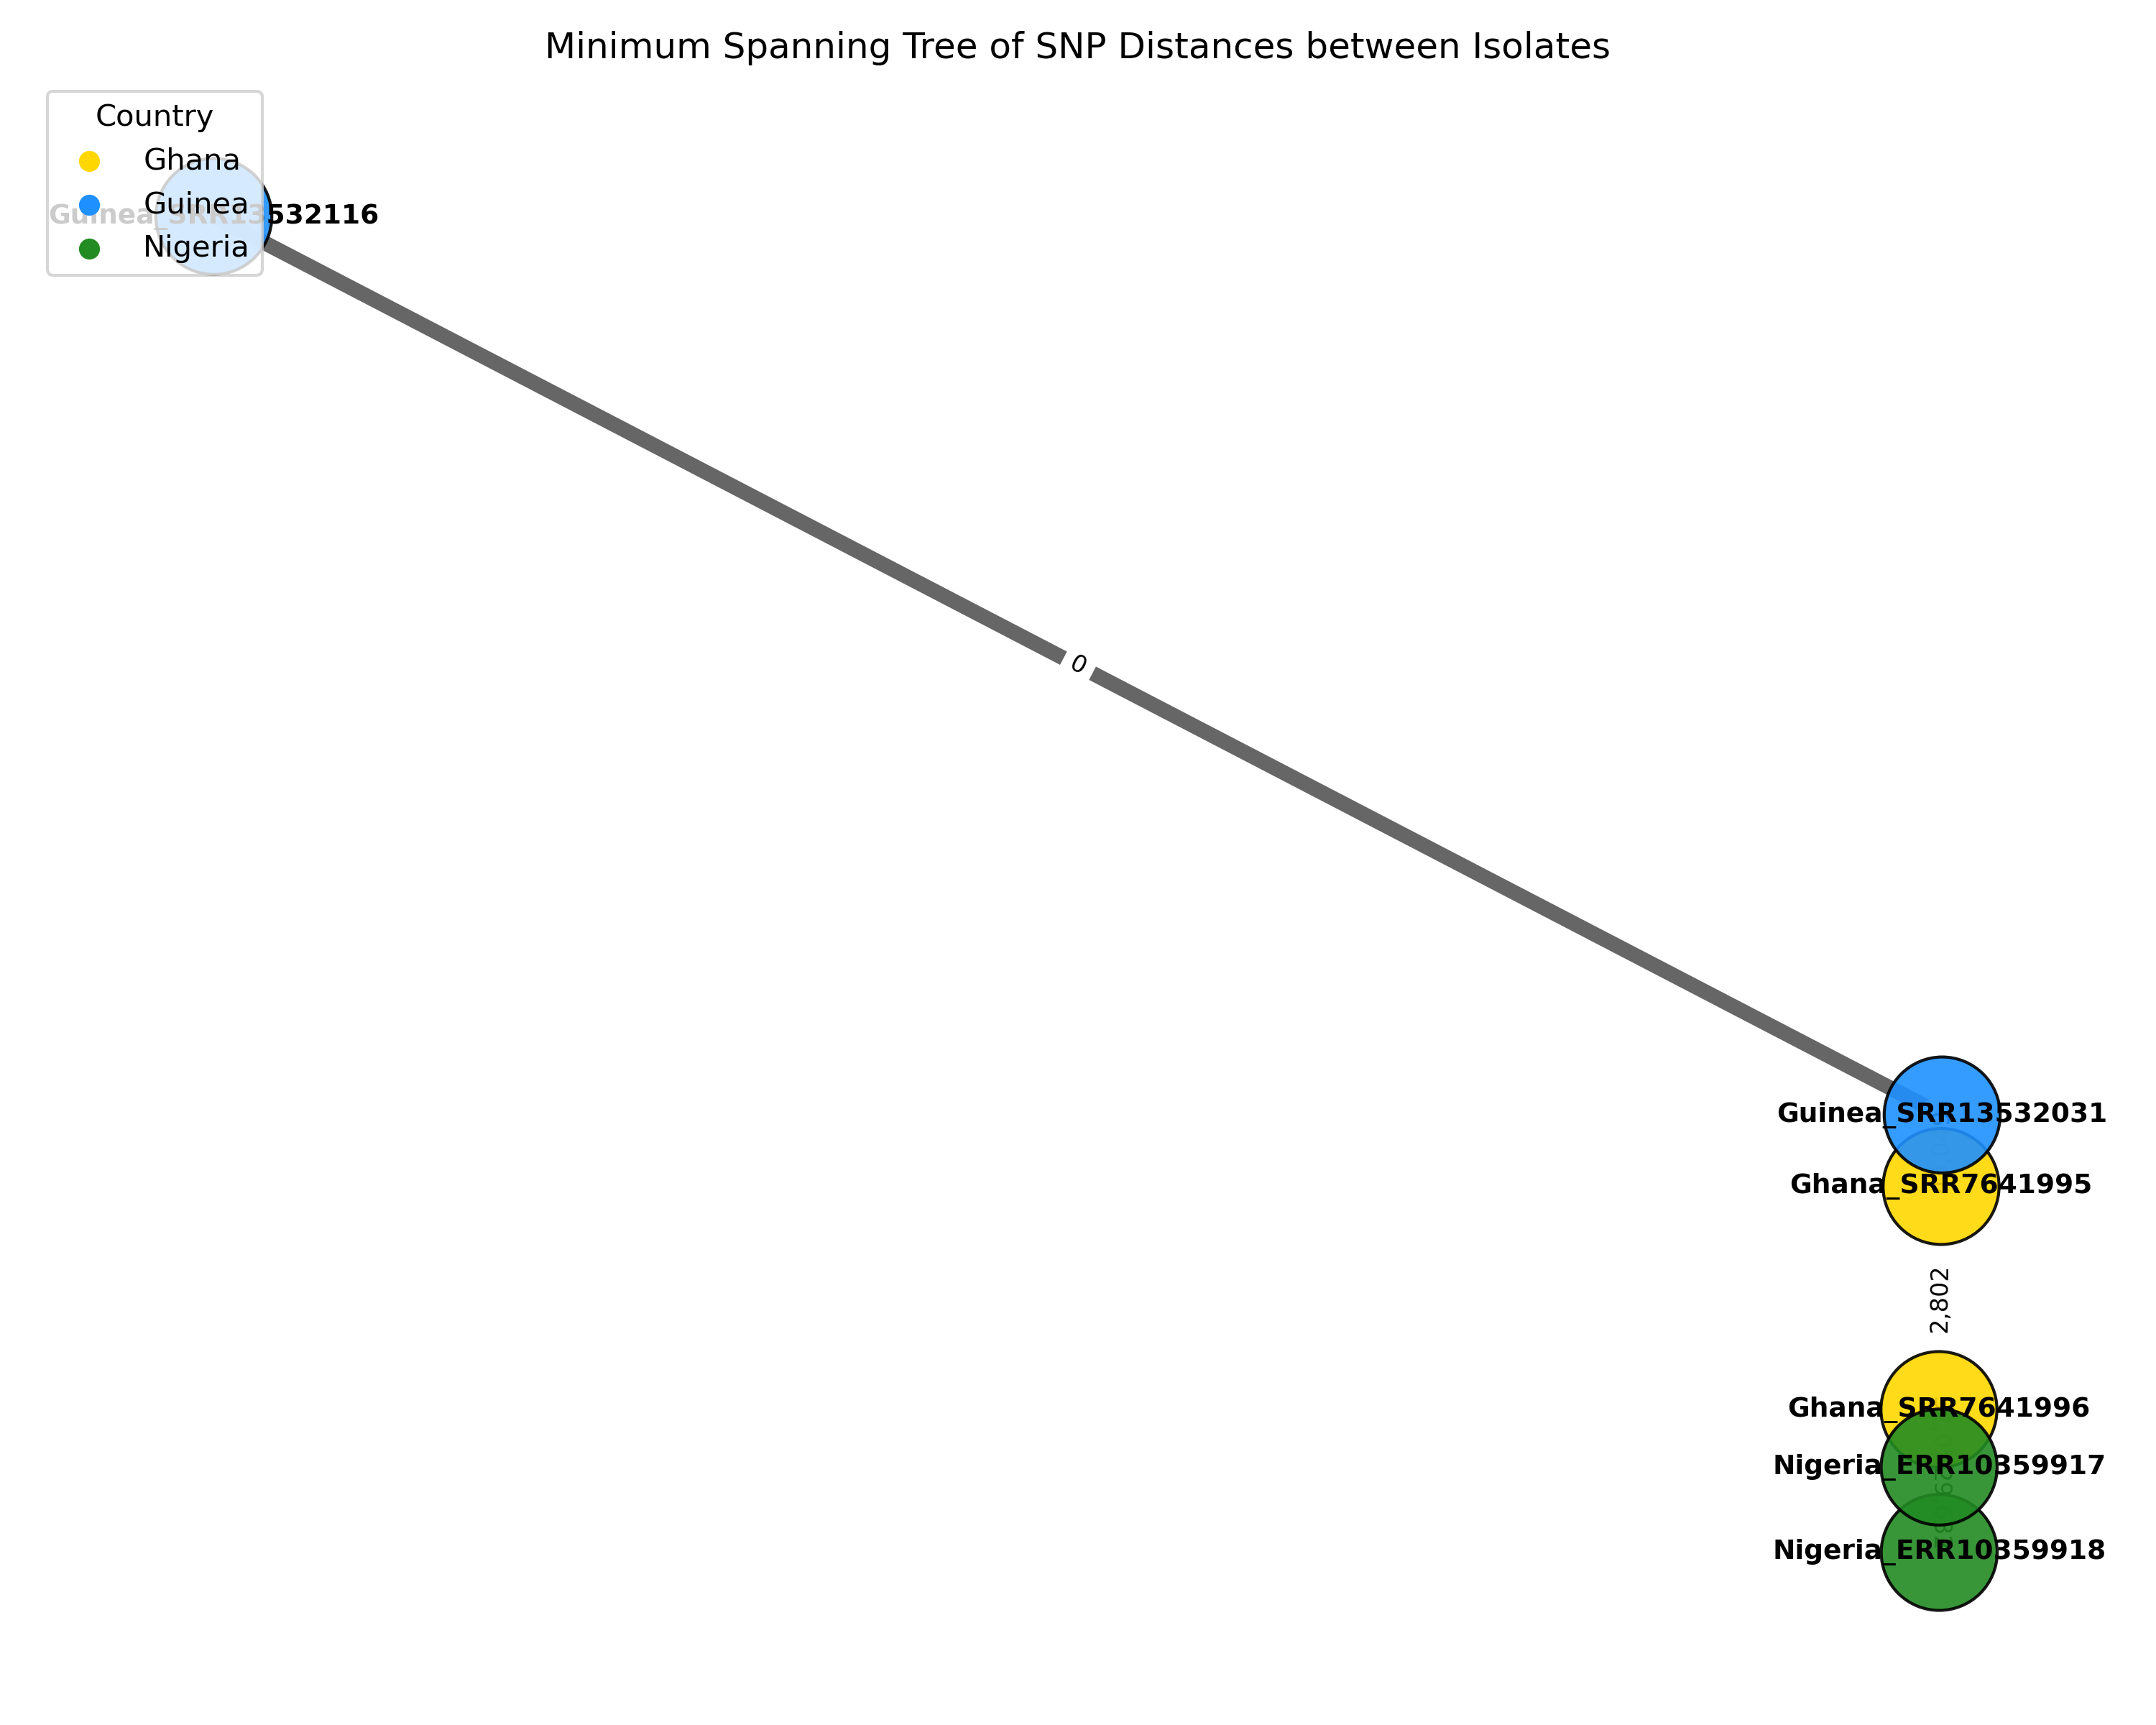 Minimum Spanning Tree of SNP Distances between Isolates
Country
Ghana
Guinea
Nigeria
Guinea_SRR13532116
0
Guinea_SRR13532031
Ghana_SRR7641995
2,802
Ghana_SRR7641996
Nigeria_ERR10359917
Nigeria_ERR10359918